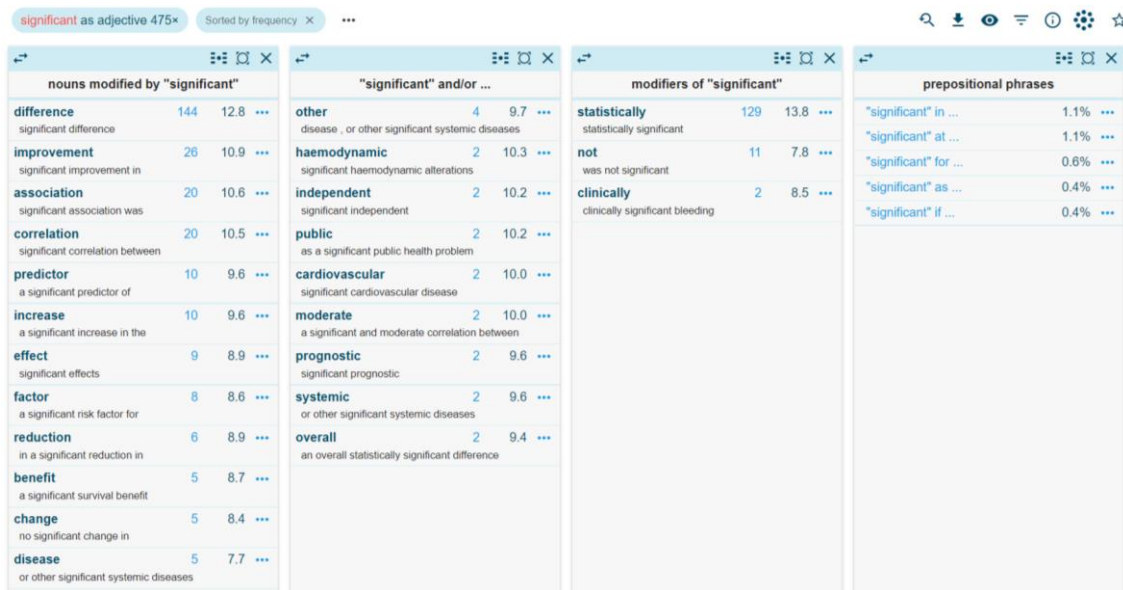 significant as adjective 475×
Sorted by frequency ×
nouns modified by "significant"
difference 144 12.8
significant difference
improvement 26 10.9
significant improvement in
association 20 10.6
significant association was
correlation 20 10.5
significant correlation between
predictor 10 9.6
a significant predictor of
increase 10 9.6
a significant increase in the
effect 9 8.9
significant effects
factor 8 8.6
a significant risk factor for
reduction 6 8.9
in a significant reduction in
benefit 5 8.7
a significant survival benefit
change 5 8.4
no significant change in
disease 5 7.7
or other significant systemic diseases
"significant" and/or ...
other 4 9.7
disease , or other significant systemic diseases
haemodynamic 2 10.3
significant haemodynamic alterations
independent 2 10.2
significant independent
public 2 10.2
as a significant public health problem
cardiovascular 2 10.0
significant cardiovascular disease
moderate 2 10.0
a significant and moderate correlation between
prognostic 2 9.6
significant prognostic
systemic 2 9.6
or other significant systemic diseases
overall 2 9.4
an overall statistically significant difference
modifiers of "significant"
statistically 129 13.8
statistically significant
not 11 7.8
was not significant
clinically 2 8.5
clinically significant bleeding
prepositional phrases
"significant" in ... 1.1%
"significant" at ... 1.1%
"significant" for ... 0.6%
"significant" as ... 0.4%
"significant" if ... 0.4%